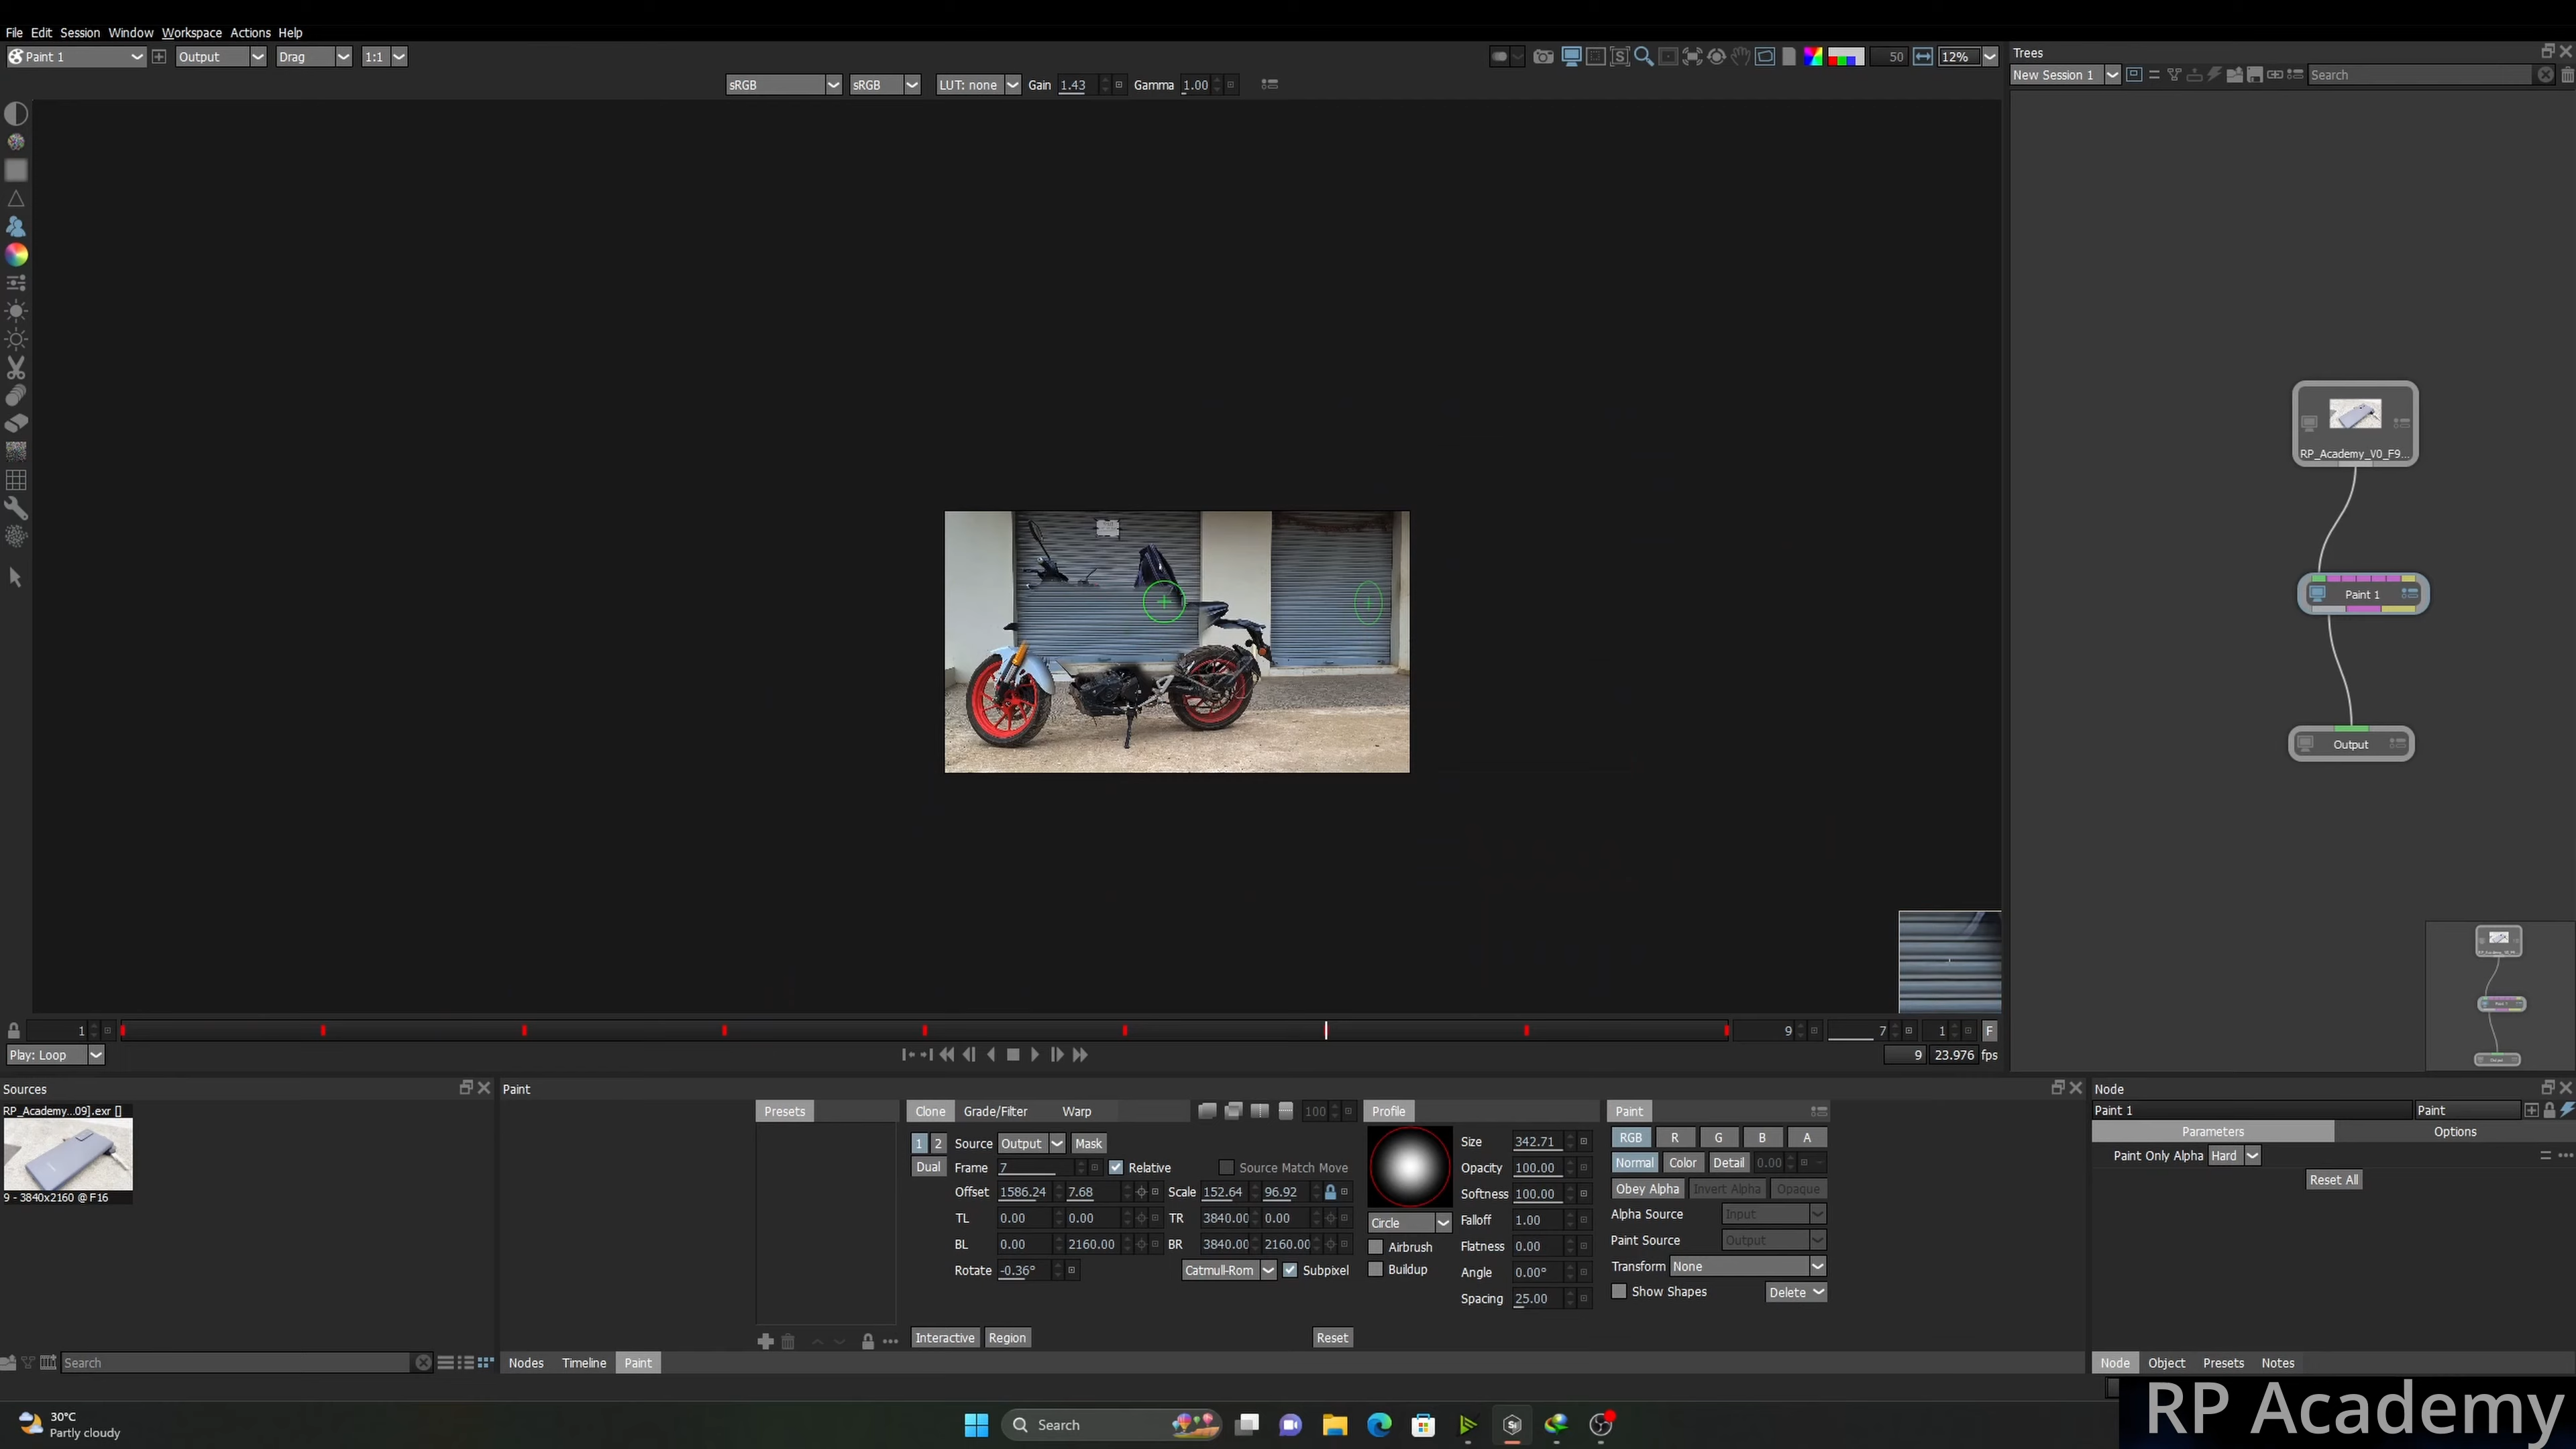 File Edit Session Window Workspace Actions Help
Paint 1 Output Drag 1:1 50 12%
sRGB sRGB LUT: none Gain 1.43 Gamma 1.00
Trees
New Session 1 Search
RP_Academy_V0_F9...
Paint 1
Output
1 9 7 1 F
Play: Loop 9 23.976 fps
Sources
RP_Academy...09].exr []
9 - 3840x2160 @ F16
Search
Paint
Presets
Clone Grade/Filter Warp 100
1 2 Source Output Mask
Dual Frame 7 Relative Source Match Move
Offset 1586.24 7.68 Scale 152.64 96.92
TL 0.00 0.00 TR 3840.00 0.00
BL 0.00 2160.00 BR 3840.00 2160.00
Rotate -0.36° Catmull-Rom Subpixel
Interactive Region Reset
Profile
Circle
Airbrush
Buildup
Size 342.71
Opacity 100.00
Softness 100.00
Falloff 1.00
Flatness 0.00
Angle 0.00°
Spacing 25.00
Paint
RGB R G B A
Normal Color Detail 0.00
Obey Alpha Invert Alpha Opaque
Alpha Source Input
Paint Source Output
Transform None
Show Shapes Delete
Nodes Timeline Paint
Node
Paint 1 Paint
Parameters Options
Paint Only Alpha Hard
Reset All
Node Object Presets Notes
30°C
Partly cloudy
Search
RP Academy